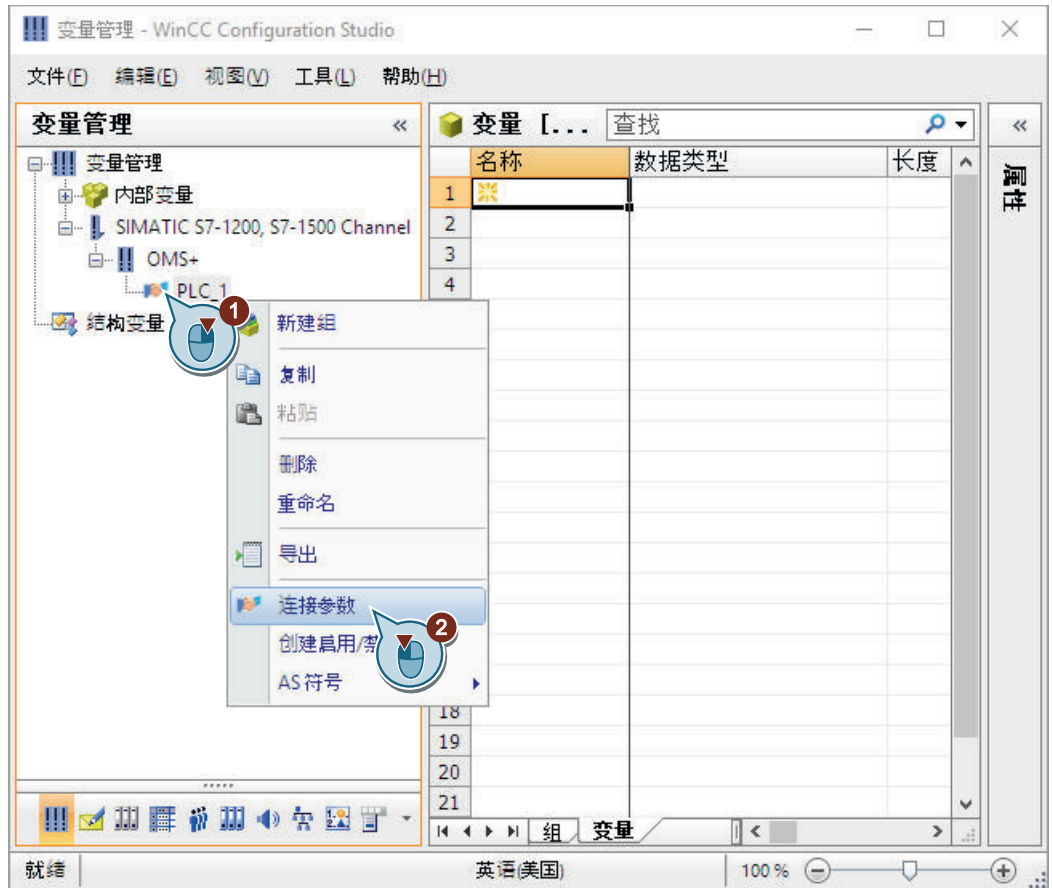 变量管理 - WinCC Configuration Studio
文件(F) 编辑(E) 视图(V) 工具(L) 帮助(H)
变量管理 «
变量 [... 查找 «
变量管理
内部变量
SIMATIC S7-1200, S7-1500 Channel
OMS+
PLC_1
结构变量
名称 数据类型 长度
1
2
3
4
属性
1
新建组
复制
粘贴
删除
重命名
导出
连接参数
2
创建启用/禁
AS 符号
18
19
20
21
组 变量
就绪 英语(美国) 100 %